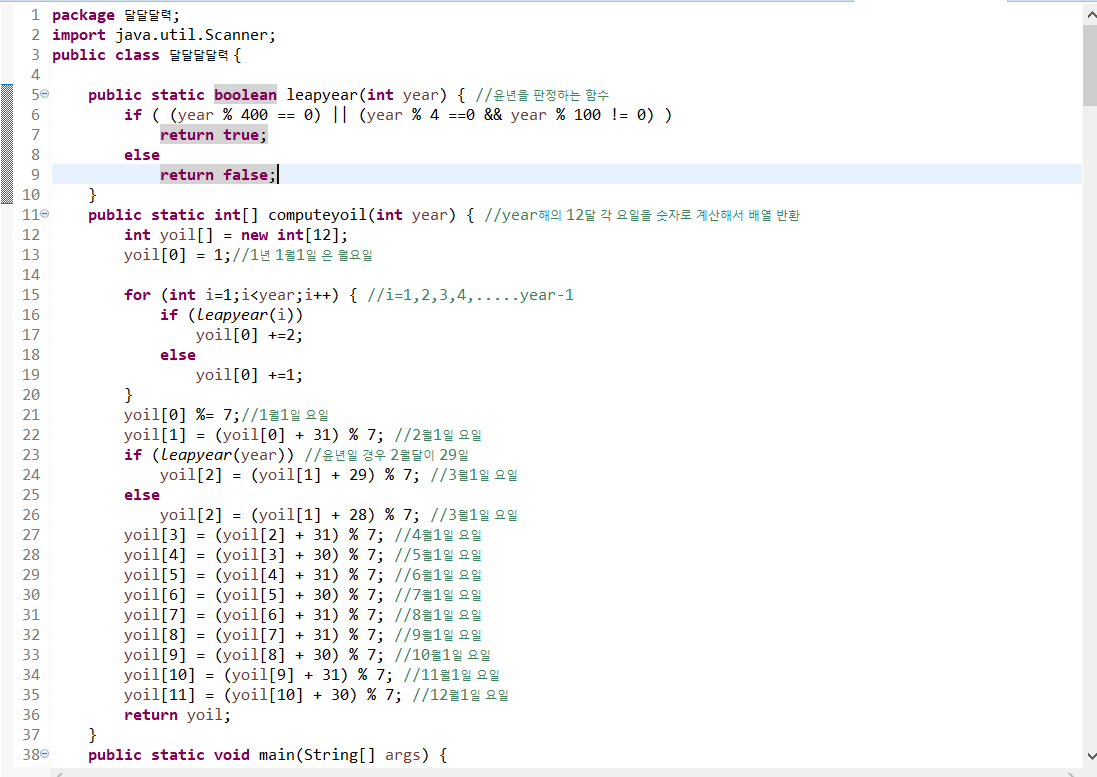 1 package 달달달력;
2 import java.util.Scanner;
3 public class 달달달달력 {
4
5 public static boolean leapyear(int year) { //윤년을 판정하는 함수
6 if ( (year % 400 == 0) || (year % 4 ==0 && year % 100 != 0) )
7 return true;
8 else
9 return false;
10 }
11 public static int[] computeyoil(int year) { //year해의 12달 각 요일을 숫자로 계산해서 배열 반환
12 int yoil[] = new int[12];
13 yoil[0] = 1;//1년 1월1일 은 월요일
14
15 for (int i=1;i<year;i++) { //i=1,2,3,4,.....year-1
16 if (leapyear(i))
17 yoil[0] +=2;
18 else
19 yoil[0] +=1;
20 }
21 yoil[0] %= 7;//1월1일 요일
22 yoil[1] = (yoil[0] + 31) % 7; //2월1일 요일
23 if (leapyear(year)) //윤년일 경우 2월달이 29일
24 yoil[2] = (yoil[1] + 29) % 7; //3월1일 요일
25 else
26 yoil[2] = (yoil[1] + 28) % 7; //3월1일 요일
27 yoil[3] = (yoil[2] + 31) % 7; //4월1일 요일
28 yoil[4] = (yoil[3] + 30) % 7; //5월1일 요일
29 yoil[5] = (yoil[4] + 31) % 7; //6월1일 요일
30 yoil[6] = (yoil[5] + 30) % 7; //7월1일 요일
31 yoil[7] = (yoil[6] + 31) % 7; //8월1일 요일
32 yoil[8] = (yoil[7] + 31) % 7; //9월1일 요일
33 yoil[9] = (yoil[8] + 30) % 7; //10월1일 요일
34 yoil[10] = (yoil[9] + 31) % 7; //11월1일 요일
35 yoil[11] = (yoil[10] + 30) % 7; //12월1일 요일
36 return yoil;
37 }
38 public static void main(String[] args) {